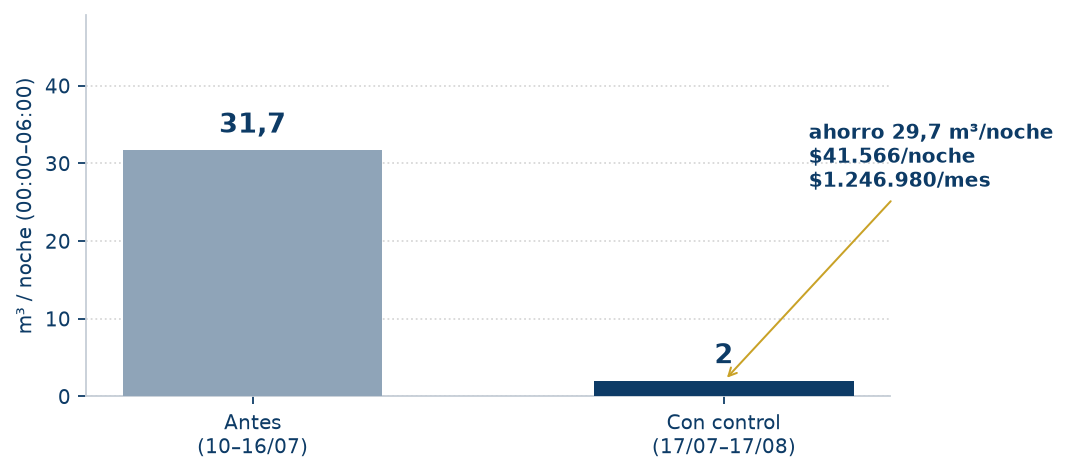 m³ / noche (00:00–06:00)
40
30
20
10
0
31,7
2
ahorro 29,7 m³/noche
$41.566/noche
$1.246.980/mes
Antes
(10–16/07)
Con control
(17/07–17/08)